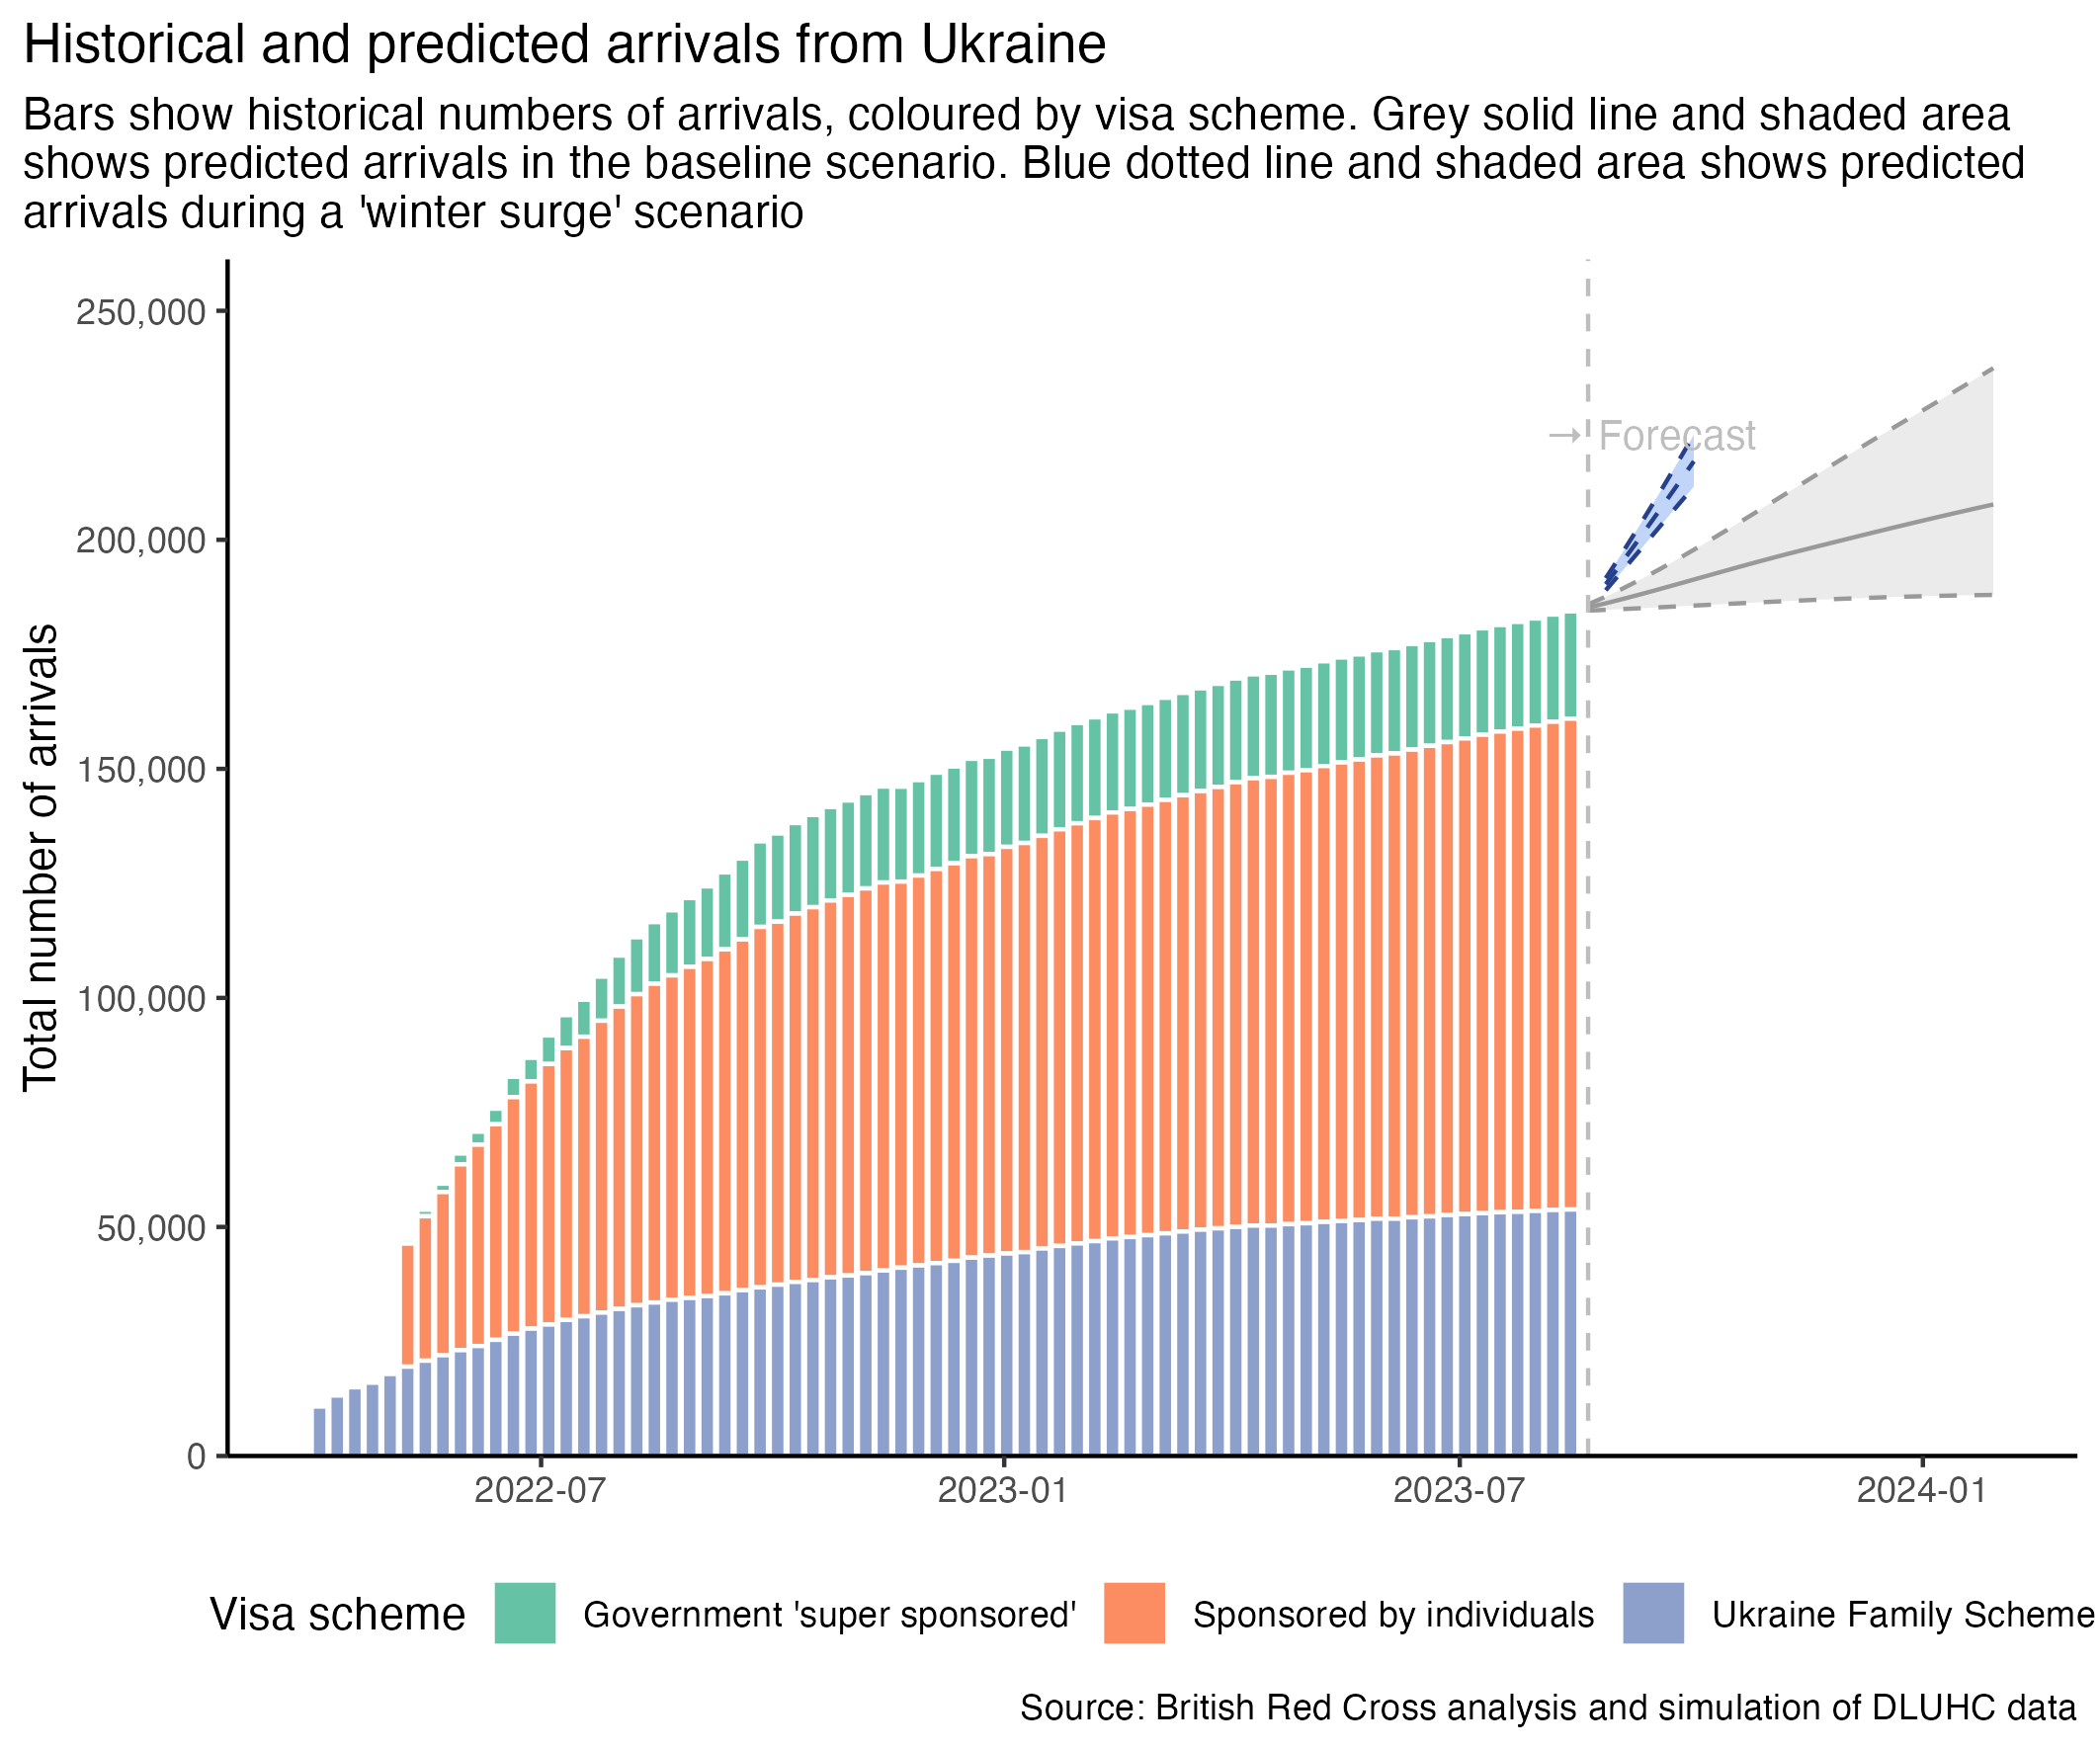 Historical and predicted arrivals from Ukraine
Bars show historical numbers of arrivals, coloured by visa scheme. Grey solid line and shaded area
shows predicted arrivals in the baseline scenario. Blue dotted line and shaded area shows predicted
arrivals during a 'winter surge' scenario
Total number of arrivals
250,000
200,000
150,000
100,000
50,000
0
→ Forecast
2022-07 2023-01 2023-07 2024-01
Visa scheme Government 'super sponsored' Sponsored by individuals Ukraine Family Scheme
Source: British Red Cross analysis and simulation of DLUHC data